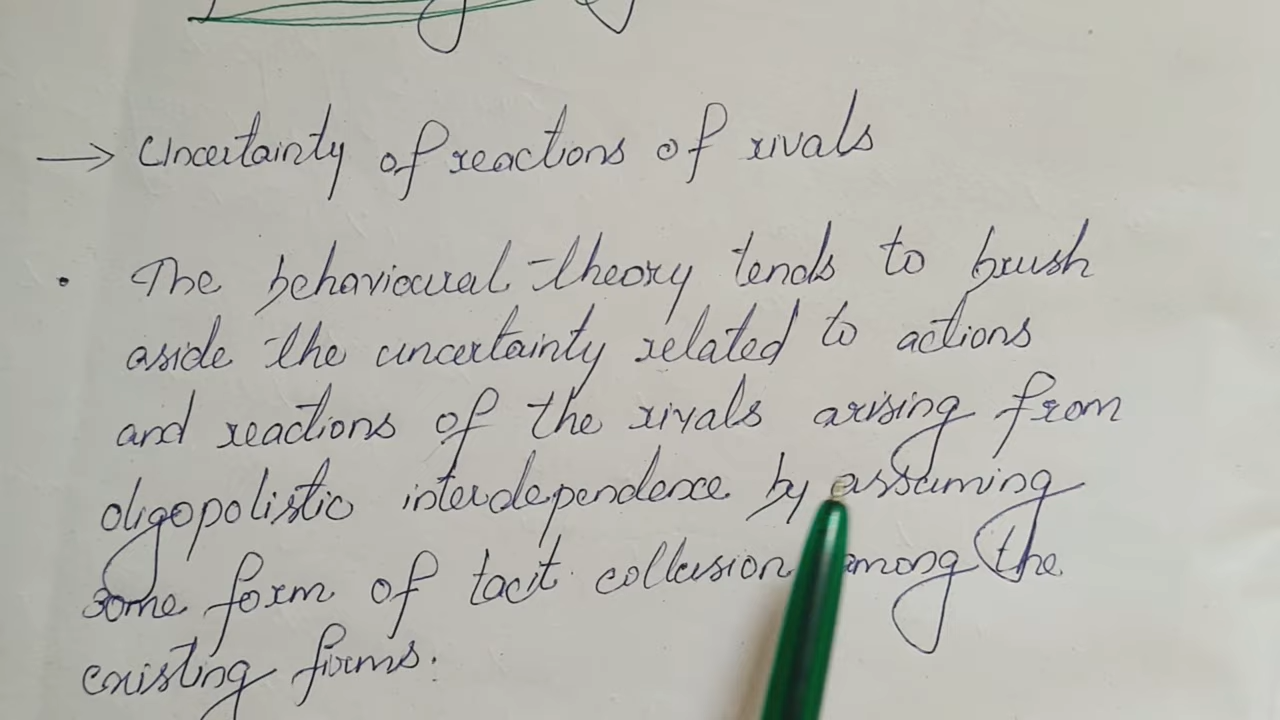 → Uncertainty of reactions of rivals
• The behavioural theory tends to brush
aside the uncertainty related to actions
and reactions of the rivals arising from
oligopolistic interdependence by assuming
some form of tacit collusion among the
existing firms.